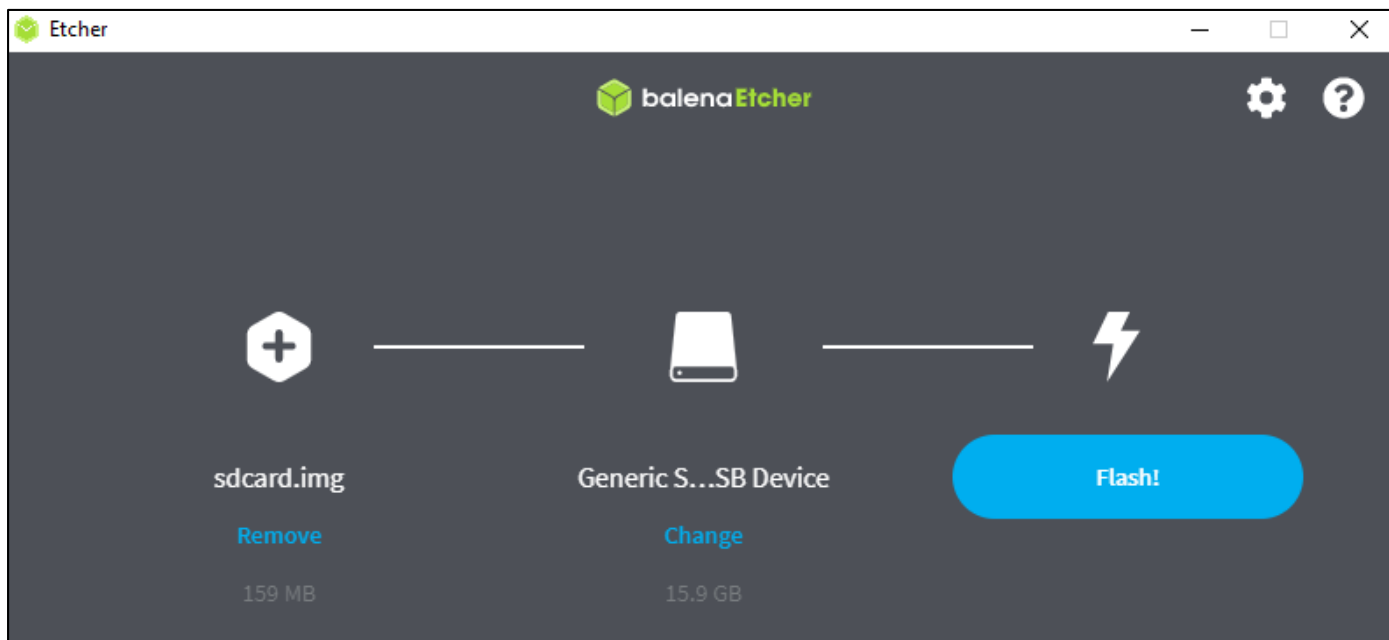 Etcher
balenaEtcher
sdcard.img
Generic S...SB Device
Flash!
Remove
Change
159 MB
15.9 GB